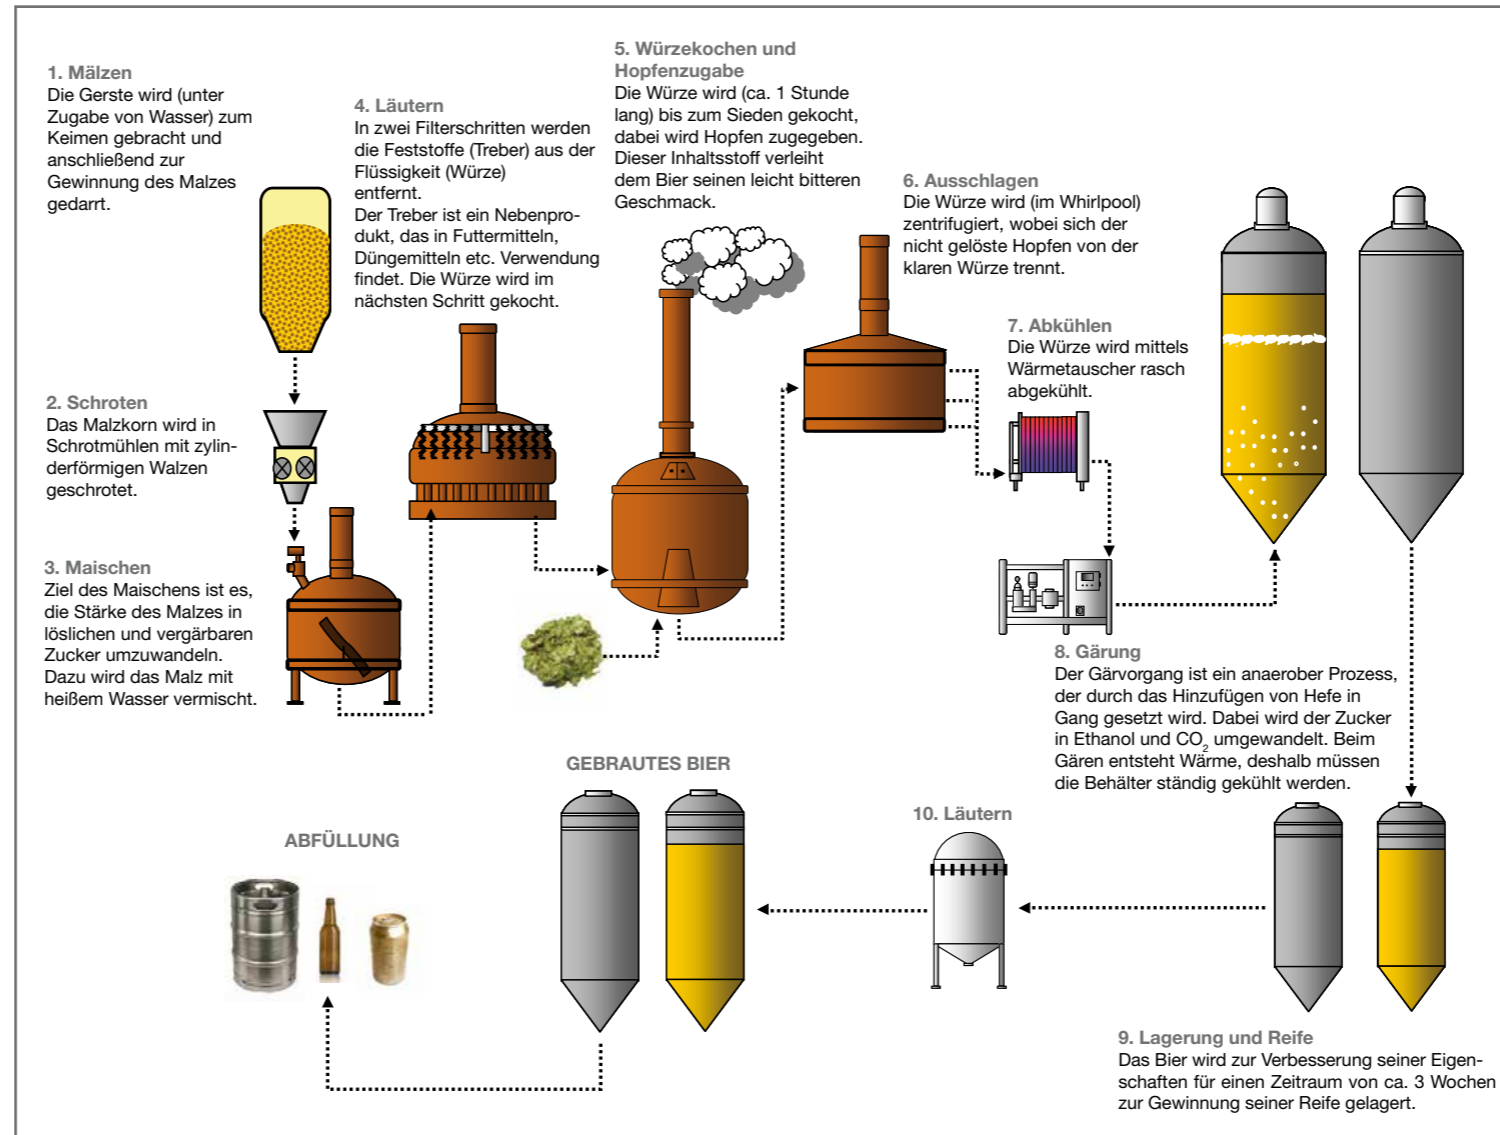 1. Mälzen
Die Gerste wird (unter
Zugabe von Wasser) zum
Keimen gebracht und
anschließend zur
Gewinnung des Malzes
gedarrt.
2. Schroten
Das Malzkorn wird in
Schrotmühlen mit zylin-
derförmigen Walzen
geschrotet.
3. Maischen
Ziel des Maischens ist es,
die Stärke des Malzes in
löslichen und vergärbaren
Zucker umzuwandeln.
Dazu wird das Malz mit
heißem Wasser vermischt.
4. Läutern
In zwei Filterschritten werden
die Feststoffe (Treber) aus der
Flüssigkeit (Würze)
entfernt.
Der Treber ist ein Nebenpro-
dukt, das in Futtermitteln,
Düngemitteln etc. Verwendung
findet. Die Würze wird im
nächsten Schritt gekocht.
5. Würzekochen und
Hopfenzugabe
Die Würze wird (ca. 1 Stunde
lang) bis zum Sieden gekocht,
dabei wird Hopfen zugegeben.
Dieser Inhaltsstoff verleiht
dem Bier seinen leicht bitteren
Geschmack.
6. Ausschlagen
Die Würze wird (im Whirlpool)
zentrifugiert, wobei sich der
nicht gelöste Hopfen von der
klaren Würze trennt.
7. Abkühlen
Die Würze wird mittels
Wärmetauscher rasch
abgekühlt.
8. Gärung
Der Gärvorgang ist ein anaerober Prozess,
der durch das Hinzufügen von Hefe in
Gang gesetzt wird. Dabei wird der Zucker
in Ethanol und CO₂ umgewandelt. Beim
Gären entsteht Wärme, deshalb müssen
die Behälter ständig gekühlt werden.
9. Lagerung und Reife
Das Bier wird zur Verbesserung seiner Eigen-
schaften für einen Zeitraum von ca. 3 Wochen
zur Gewinnung seiner Reife gelagert.
10. Läutern
GEBRAUTES BIER
ABFÜLLUNG